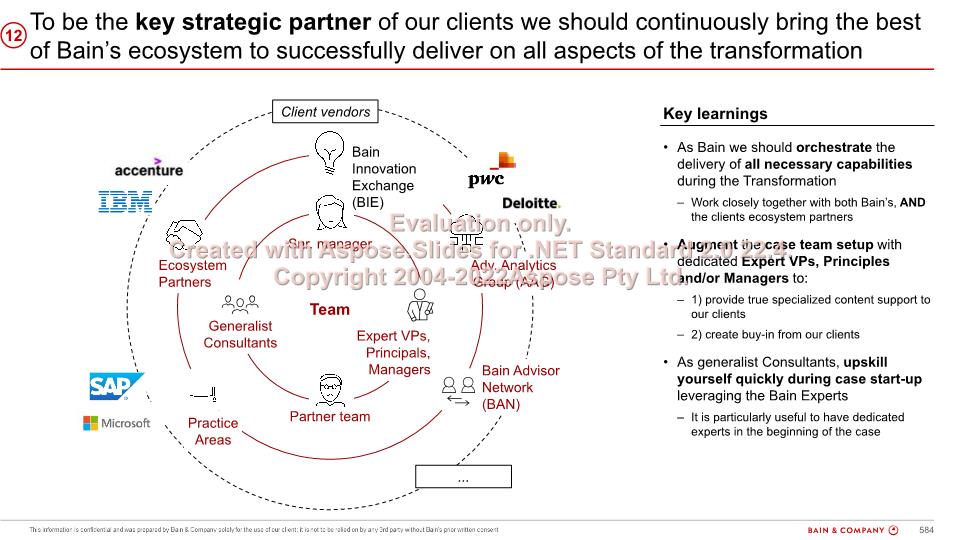 12
To be the key strategic partner of our clients we should continuously bring the best
of Bain’s ecosystem to successfully deliver on all aspects of the transformation
Client vendors
accenture
IBM
Bain
Innovation
Exchange
(BIE)
pwc
Deloitte.
Snr. manager
Ecosystem
Partners
Adv. Analytics
Group (AAG)
Generalist
Consultants
Team
Expert VPs,
Principals,
Managers
SAP
Microsoft
Practice
Areas
Partner team
Bain Advisor
Network
(BAN)
...
Key learnings
• As Bain we should orchestrate the
delivery of all necessary capabilities
during the Transformation
– Work closely together with both Bain’s, AND
the clients ecosystem partners
• Augment the case team setup with
dedicated Expert VPs, Principles
and/or Managers to:
– 1) provide true specialized content support to
our clients
– 2) create buy-in from our clients
• As generalist Consultants, upskill
yourself quickly during case start-up
leveraging the Bain Experts
– It is particularly useful to have dedicated
experts in the beginning of the case
Evaluation only.
Created with Aspose.Slides for .NET Standard 2.0 22.4.
Copyright 2004-2022Aspose Pty Ltd.
This information is confidential and was prepared by Bain & Company solely for the use of our client; it is not to be relied on by any 3rd party without Bain's prior written consent
BAIN & COMPANY
584